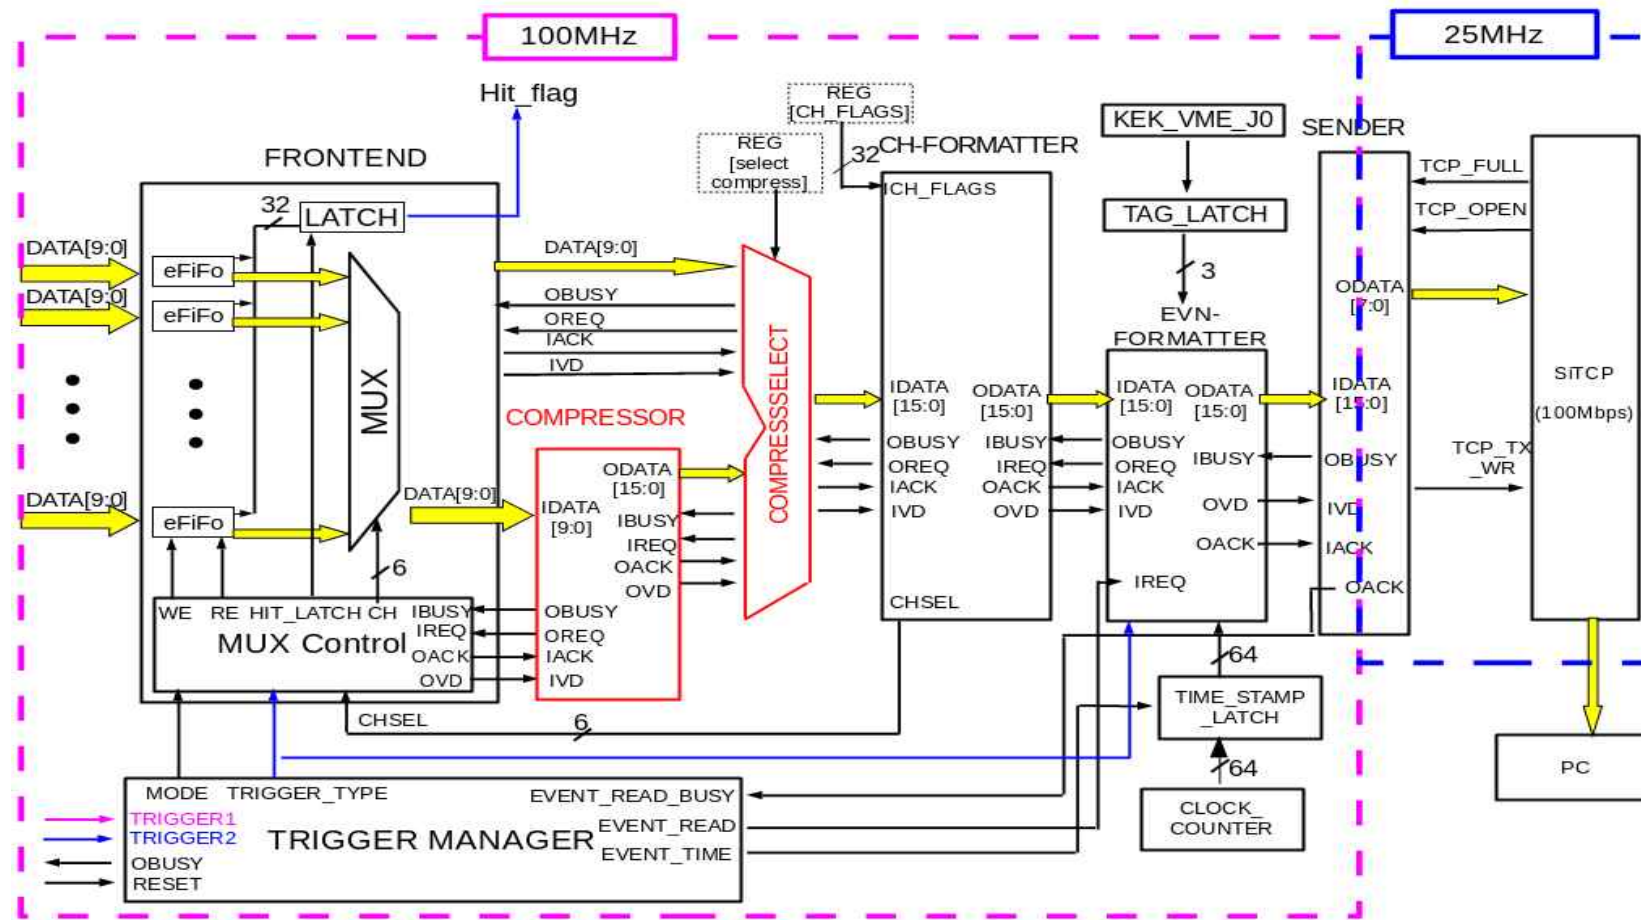 100MHz
25MHz
Hit_flag
REG
[CH_FLAGS]
REG
[select
compress]
32
KEK_VME_J0
SENDER
FRONTEND
CH-FORMATTER
TCP_FULL
ICH_FLAGS
32
LATCH
TAG_LATCH
TCP_OPEN
DATA[9:0]
DATA[9:0]
eFiFo
3
DATA[9:0]
eFiFo
OBUSY
OREQ
IACK
IVD
EVN-
FORMATTER
ODATA
[7:0]
MUX
COMPRESSSELECT
COMPRESSOR
IDATA
[15:0]
ODATA
[15:0]
IDATA
[15:0]
ODATA
[15:0]
IDATA
[15:0]
SiTCP
(100Mbps)
OBUSY
OREQ
IACK
IVD
IBUSY
IREQ
OACK
OVD
OBUSY
OREQ
IACK
IVD
IBUSY
OVD
OACK
IREQ
OBUSY
IVD
IACK
OACK
TCP_TX
_WR
ODATA
[15:0]
IDATA
[9:0]
IBUSY
IREQ
OACK
OVD
DATA[9:0]
DATA[9:0]
eFiFo
6
CHSEL
WE
RE
HIT_LATCH
CH
IBUSY
IREQ
OACK
OVD
MUX Control
OBUSY
OREQ
IACK
IVD
64
CHSEL
6
TIME_STAMP
_LATCH
64
PC
CLOCK_
COUNTER
MODE
TRIGGER_TYPE
EVENT_READ_BUSY
TRIGGER1
TRIGGER2
OBUSY
RESET
TRIGGER MANAGER
EVENT_READ
EVENT_TIME